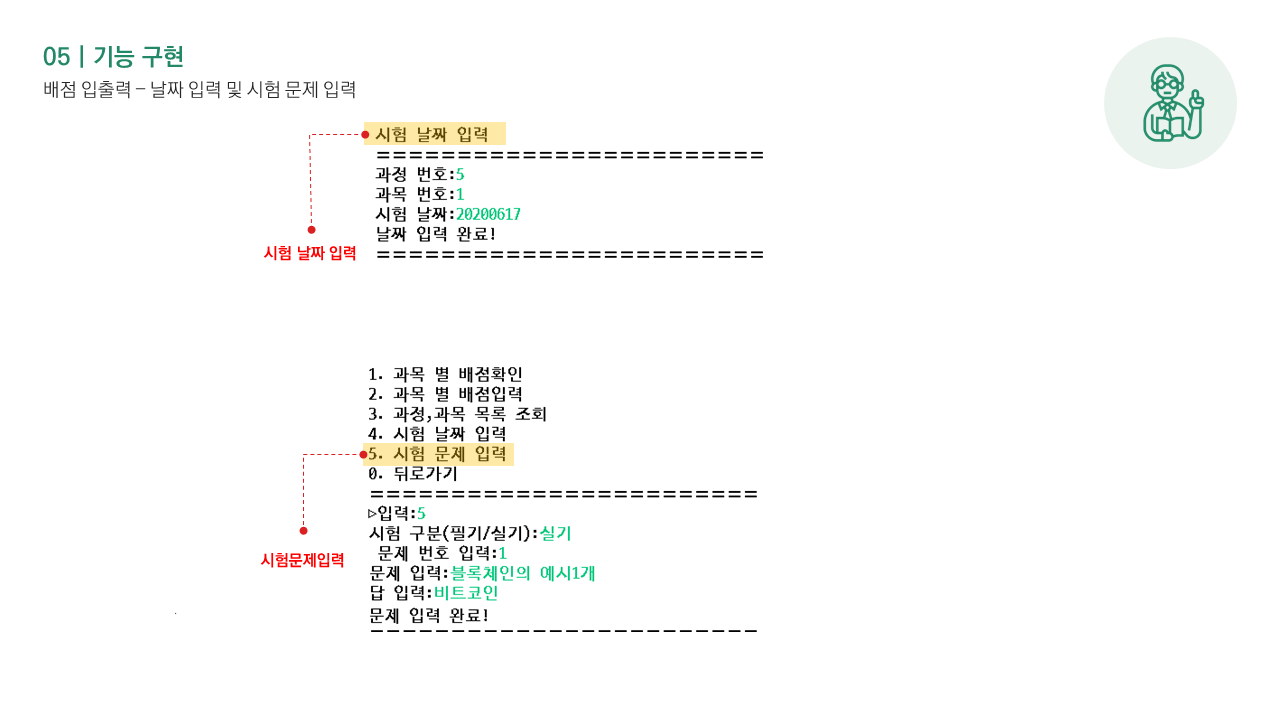 05 | 기능 구현
배점 입출력 – 날짜 입력 및 시험 문제 입력
시험 날짜 입력
========================
과정 번호:5
과목 번호:1
시험 날짜:20200617
날짜 입력 완료!
========================
시험 날짜 입력
1. 과목 별 배점확인
2. 과목 별 배점입력
3. 과정,과목 목록 조회
4. 시험 날짜 입력
5. 시험 문제 입력
0. 뒤로가기
========================
▷입력:5
시험 구분(필기/실기):실기
문제 번호 입력:1
문제 입력:블록체인의 예시1개
답 입력:비트코인
문제 입력 완료!
------------------------
시험문제입력